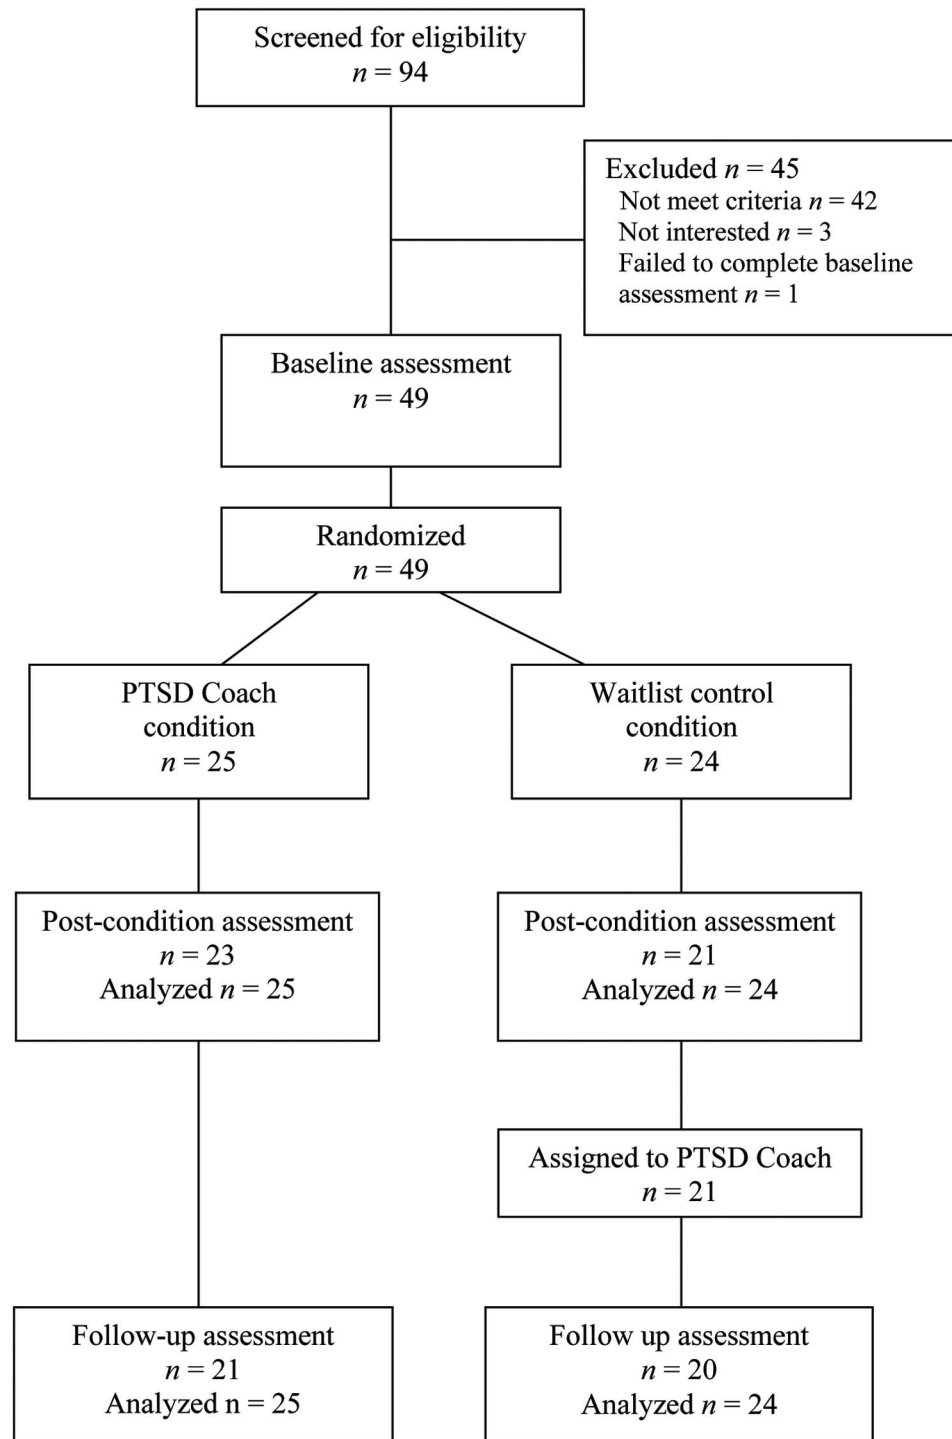 Screened for eligibility
n = 94
Excluded n = 45
Not meet criteria n = 42
Not interested n = 3
Failed to complete baseline
assessment n = 1
Baseline assessment
n = 49
Randomized
n = 49
PTSD Coach
condition
n = 25
Waitlist control
condition
n = 24
Post-condition assessment
n = 23
Analyzed n = 25
Post-condition assessment
n = 21
Analyzed n = 24
Assigned to PTSD Coach
n = 21
Follow-up assessment
n = 21
Analyzed n = 25
Follow up assessment
n = 20
Analyzed n = 24